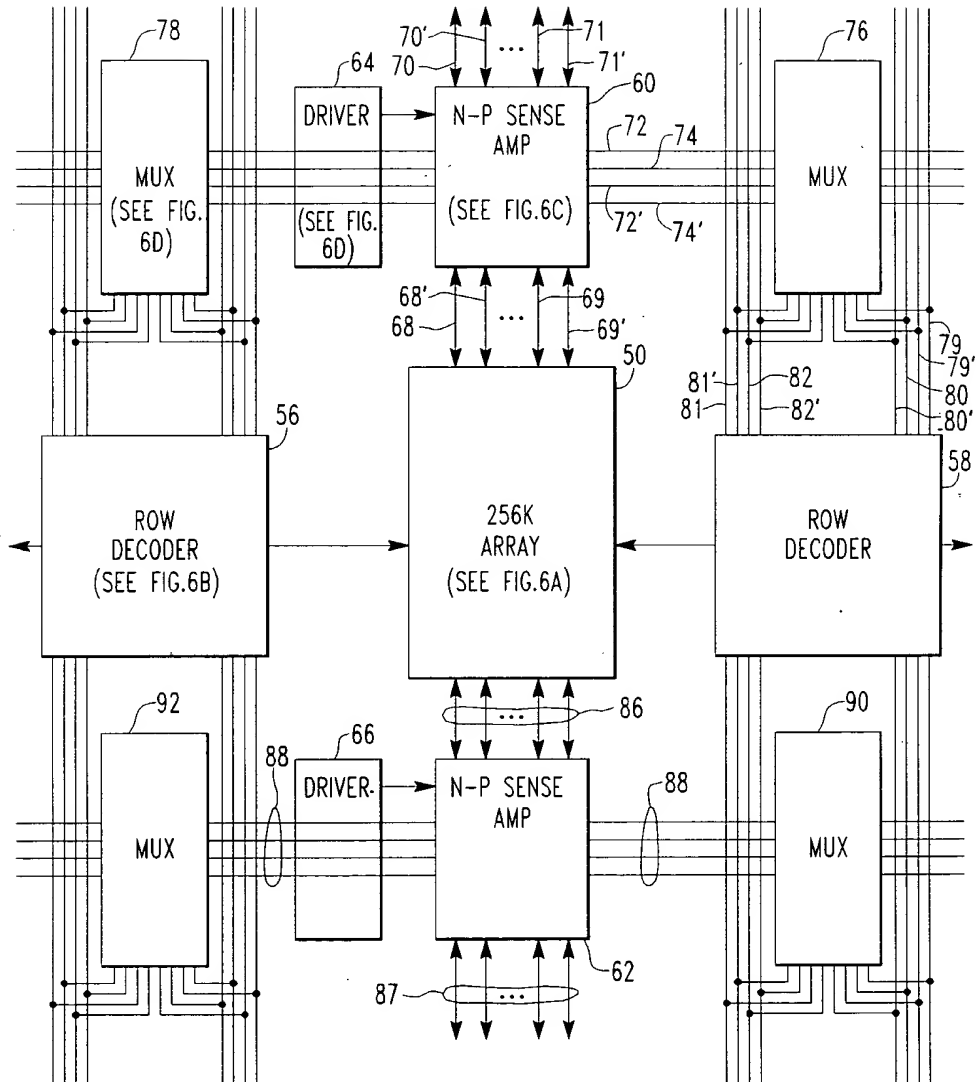 78
70'
70
...
71
71'
76
64
60
DRIVER
(SEE FIG.
6D)
N-P SENSE
AMP
(SEE FIG.6C)
72
74
72'
74'
MUX
(SEE FIG.
6D)
MUX
68'
68
...
69
69'
79
79'
80
80'
50
81'
81
82
82'
56
58
ROW
DECODER
(SEE FIG.6B)
256K
ARRAY
(SEE FIG.6A)
ROW
DECODER
92
...
86
90
66
88
DRIVER
N-P SENSE
AMP
88
MUX
MUX
62
87
...